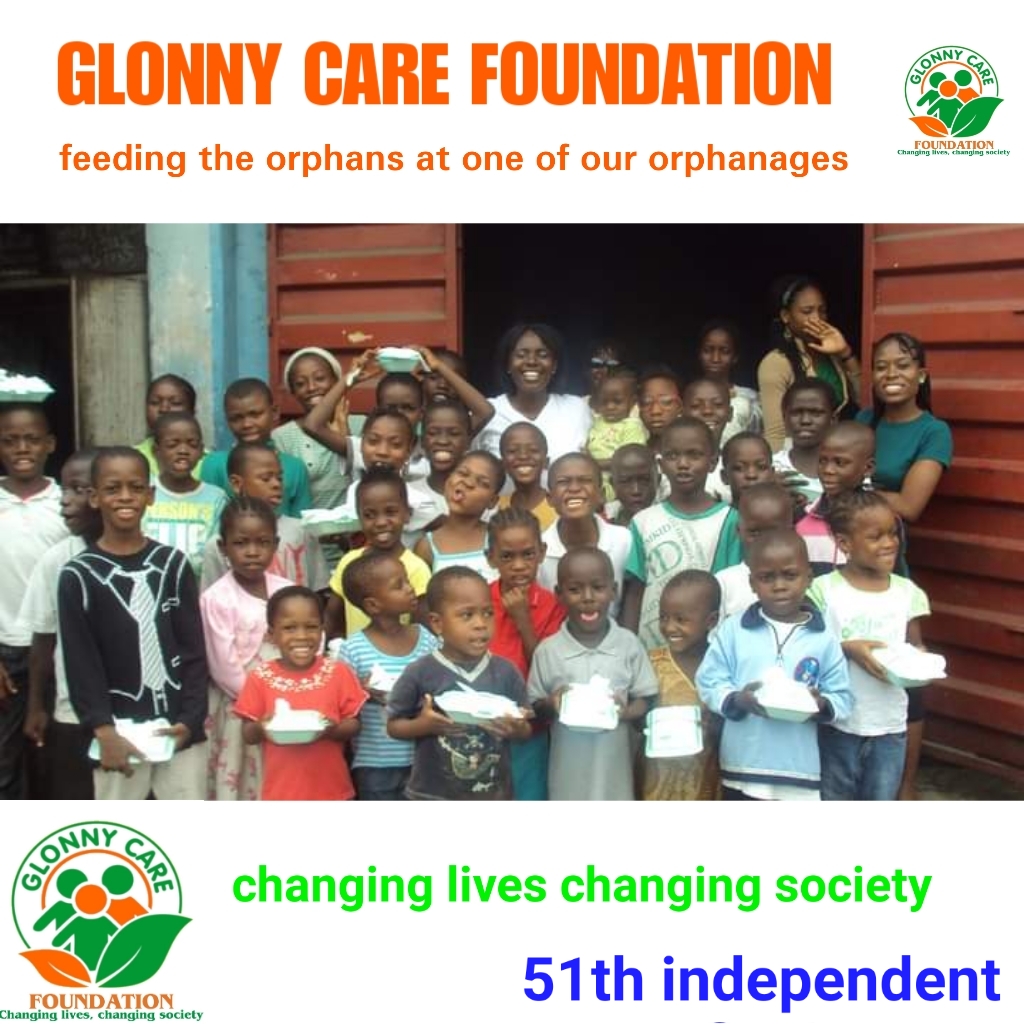 GLONNY CARE FOUNDATION
feeding the orphans at one of our orphanages
GLONNY CARE
FOUNDATION
Changing lives, changing society
GLONNY CARE
FOUNDATION
Changing lives, changing society
changing lives changing society
51th independent